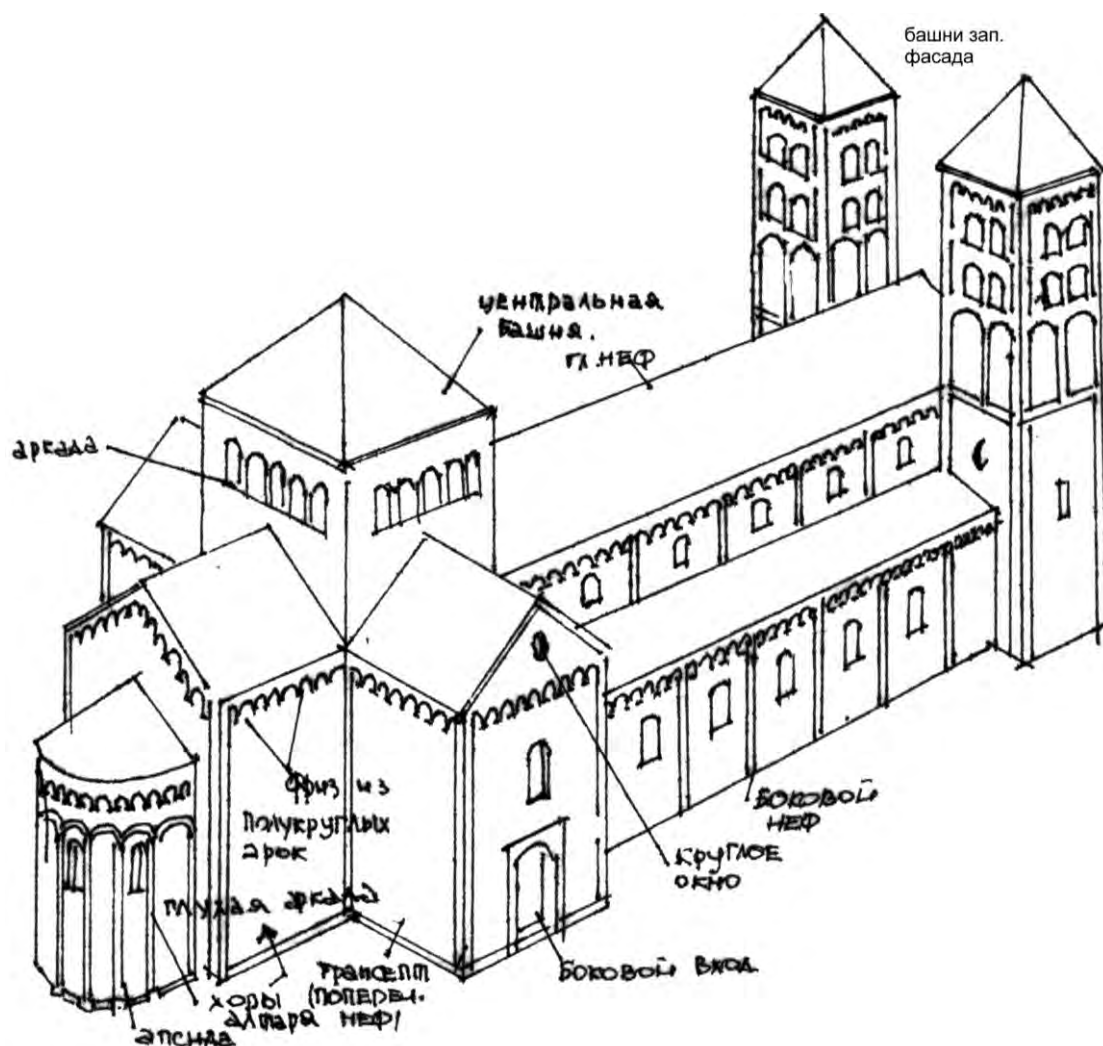 башни зап.
фасада
центральная
башня.
гл. неф
аркада
фриз из
полукруглых
арок
боковой
неф
круглое
окно
глухая аркада
боковой вход
трансепт
(попереч.
неф)
хоры
алтаря
апсида